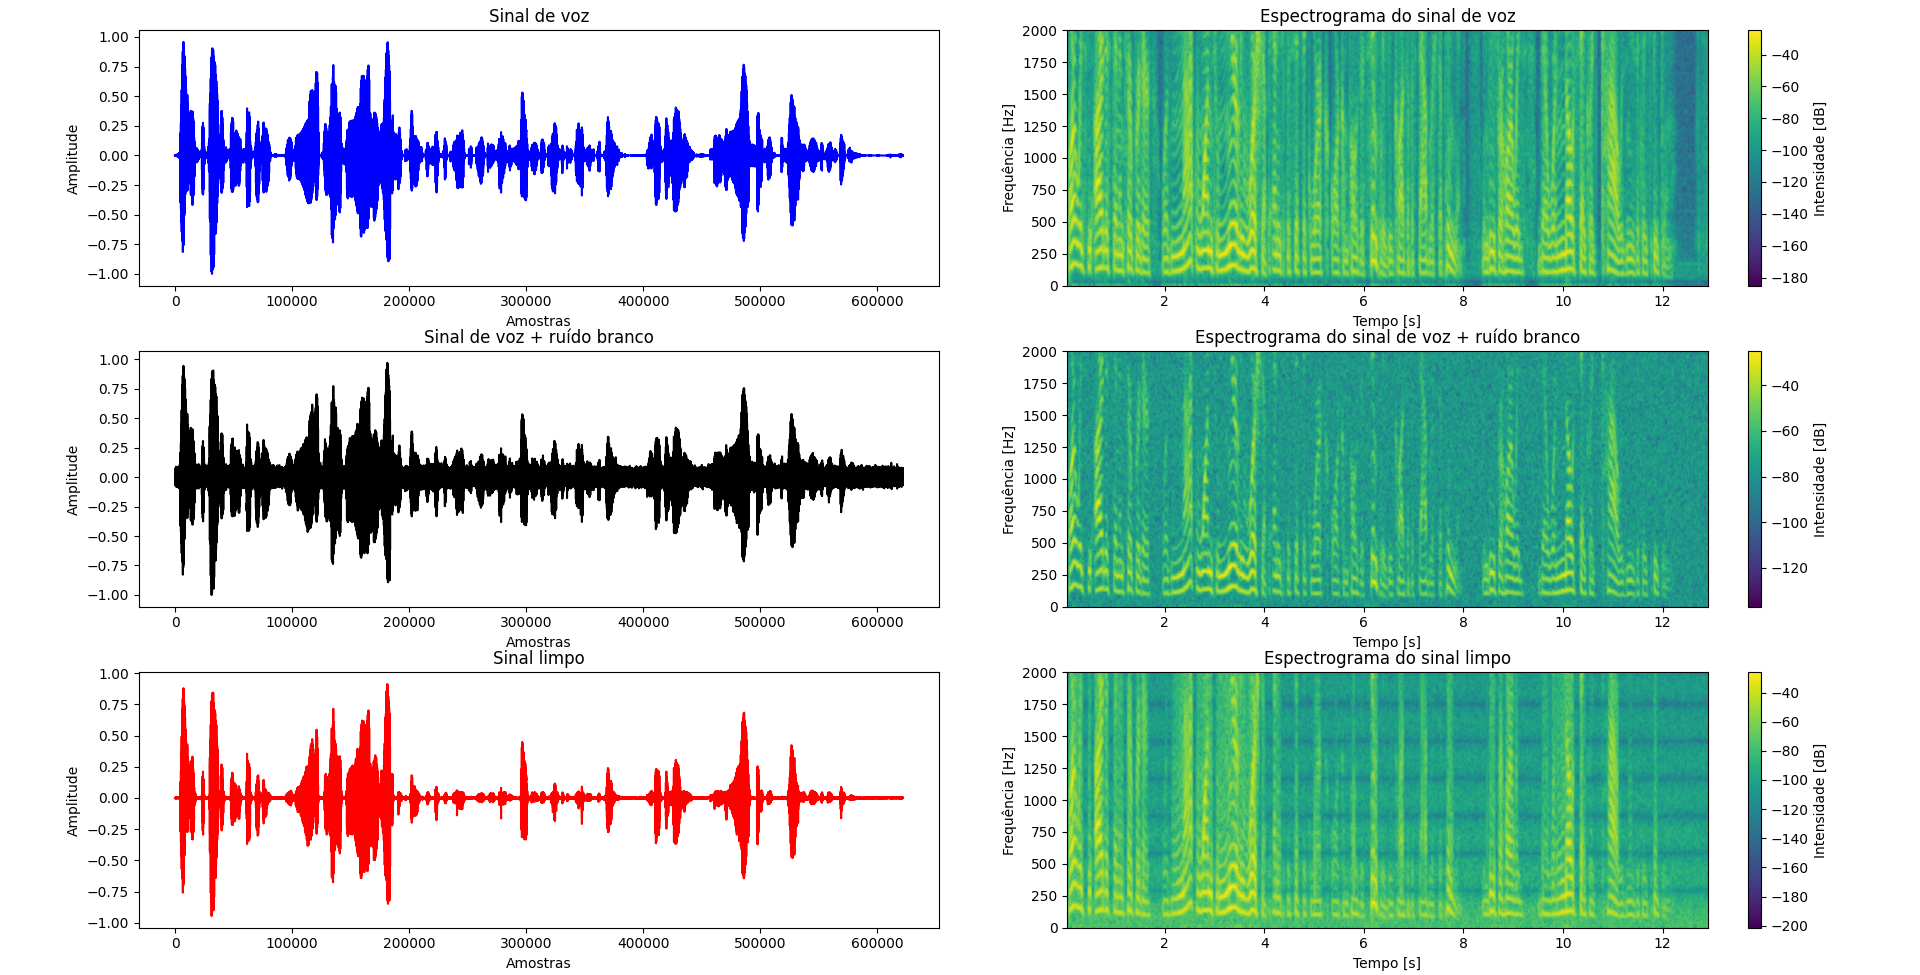 Sinal de voz
1.00
0.75
0.50
0.25
0.00
−0.25
−0.50
−0.75
−1.00
Amplitude
0 100000 200000 300000 400000 500000 600000
Amostras
Espectrograma do sinal de voz
2000
1750
1500
1250
1000
750
500
250
0
Frequência [Hz]
2 4 6 8 10 12
Tempo [s]
−40
−60
−80
−100
−120
−140
−160
−180
Intensidade [dB]
Sinal de voz + ruído branco
1.00
0.75
0.50
0.25
0.00
−0.25
−0.50
−0.75
−1.00
Amplitude
0 100000 200000 300000 400000 500000 600000
Amostras
Espectrograma do sinal de voz + ruído branco
2000
1750
1500
1250
1000
750
500
250
0
Frequência [Hz]
2 4 6 8 10 12
Tempo [s]
−40
−60
−80
−100
−120
Intensidade [dB]
Sinal limpo
1.00
0.75
0.50
0.25
0.00
−0.25
−0.50
−0.75
−1.00
Amplitude
0 100000 200000 300000 400000 500000 600000
Amostras
Espectrograma do sinal limpo
2000
1750
1500
1250
1000
750
500
250
0
Frequência [Hz]
2 4 6 8 10 12
Tempo [s]
−40
−60
−80
−100
−120
−140
−160
−180
−200
Intensidade [dB]